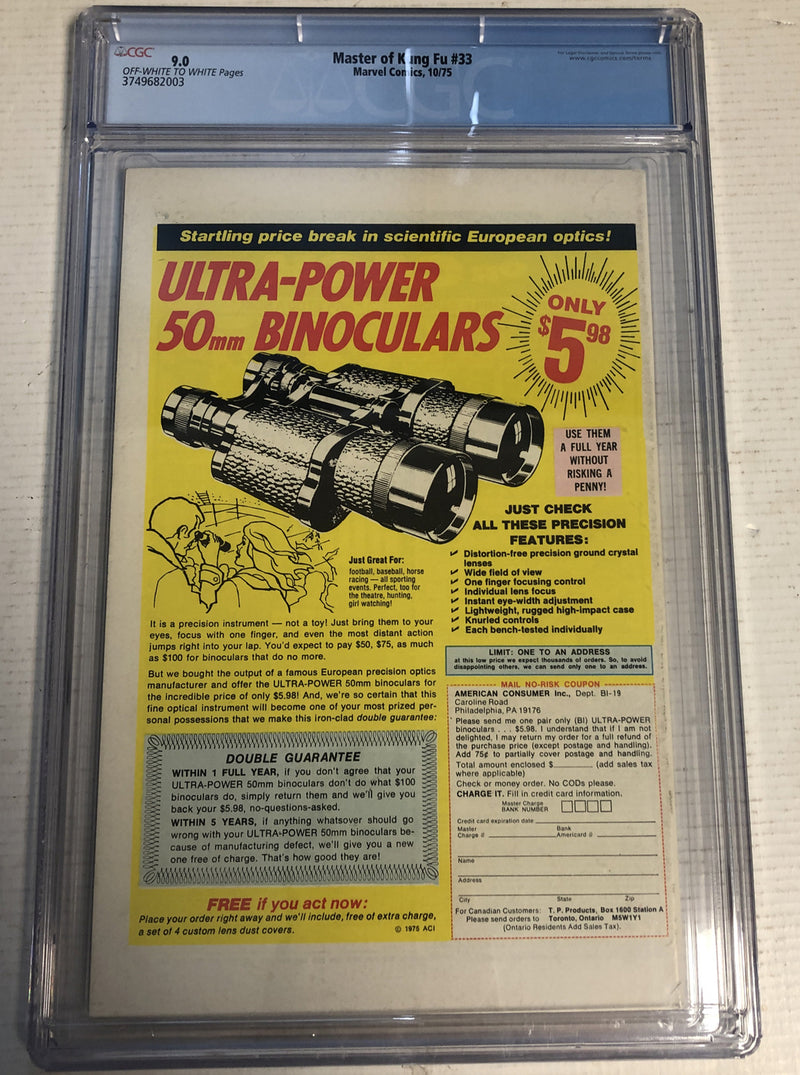 CGC
9.0
OFF-WHITE TO WHITE Pages
3749682003
Master of Kung Fu #33
Marvel Comics, 10/75
www.cgccomics.com/terms
CGC
Startling price break in scientific European optics!
ULTRA-POWER
50mm BINOCULARS
ONLY
$5 98
USE THEM
A FULL YEAR
WITHOUT
RISKING A
PENNY!
JUST CHECK
ALL THESE PRECISION
FEATURES:
Distortion-free precision ground crystal
lenses
Wide field of view
One finger focusing control
Individual lens focus
Instant eye-width adjustment
Lightweight, rugged high-impact case
Knurled controls
Each bench-tested individually
Just Great For:
football, baseball, horse
racing — all sporting
events. Perfect, too for
the theatre, hunting,
girl watching!
It is a precision instrument — not a toy! Just bring them to your
eyes, focus with one finger, and even the most distant action
jumps right into your lap. You'd expect to pay $50, $75, as much
as $100 for binoculars that do no more.
But we bought the output of a famous European precision optics
manufacturer and offer the ULTRA-POWER 50mm binoculars for
the incredible price of only $5.98! And, we're so certain that this
fine optical instrument will become one of your most prized per-
sonal possessions that we make this iron-clad double guarantee:
DOUBLE GUARANTEE
WITHIN 1 FULL YEAR, if you don't agree that your
ULTRA-POWER 50mm binoculars don't do what $100
binoculars do, simply return them and we'll give you
back your $5.98, no-questions-asked.
WITHIN 5 YEARS, if anything whatsoever should go
wrong with your ULTRA-POWER 50mm binoculars be-
cause of manufacturing defect, we'll give you a new
one free of charge. That's how good they are!
FREE if you act now:
Place your order right away and we'll include, free of extra charge,
a set of 4 custom lens dust covers.
© 1975 ACI
LIMIT: ONE TO AN ADDRESS
at this low price we expect thousands of orders. So, to avoid
disappointing others, we can send only one to an address.
MAIL NO-RISK COUPON
AMERICAN CONSUMER Inc., Dept. BI-19
Caroline Road
Philadelphia, PA 19176
Please send me one pair only (BI) ULTRA-POWER
binoculars . . . $5.98. I understand that if I am not
delighted, I may return my order for a full refund of
the purchase price (except postage and handling).
Add 75¢ to partially cover postage and handling.
Total amount enclosed $ (add sales tax
where applicable)
Check or money order. No CODs please.
CHARGE IT. Fill in credit card information.
Master Charge
BANK NUMBER
Credit card expiration date
Master Bank
Charge # Americard #
Name
Address
City State Zip
For Canadian Customers: T. P. Products, Box 1600 Station A
Please send orders to Toronto, Ontario M5W1Y1
(Ontario Residents Add Sales Tax).